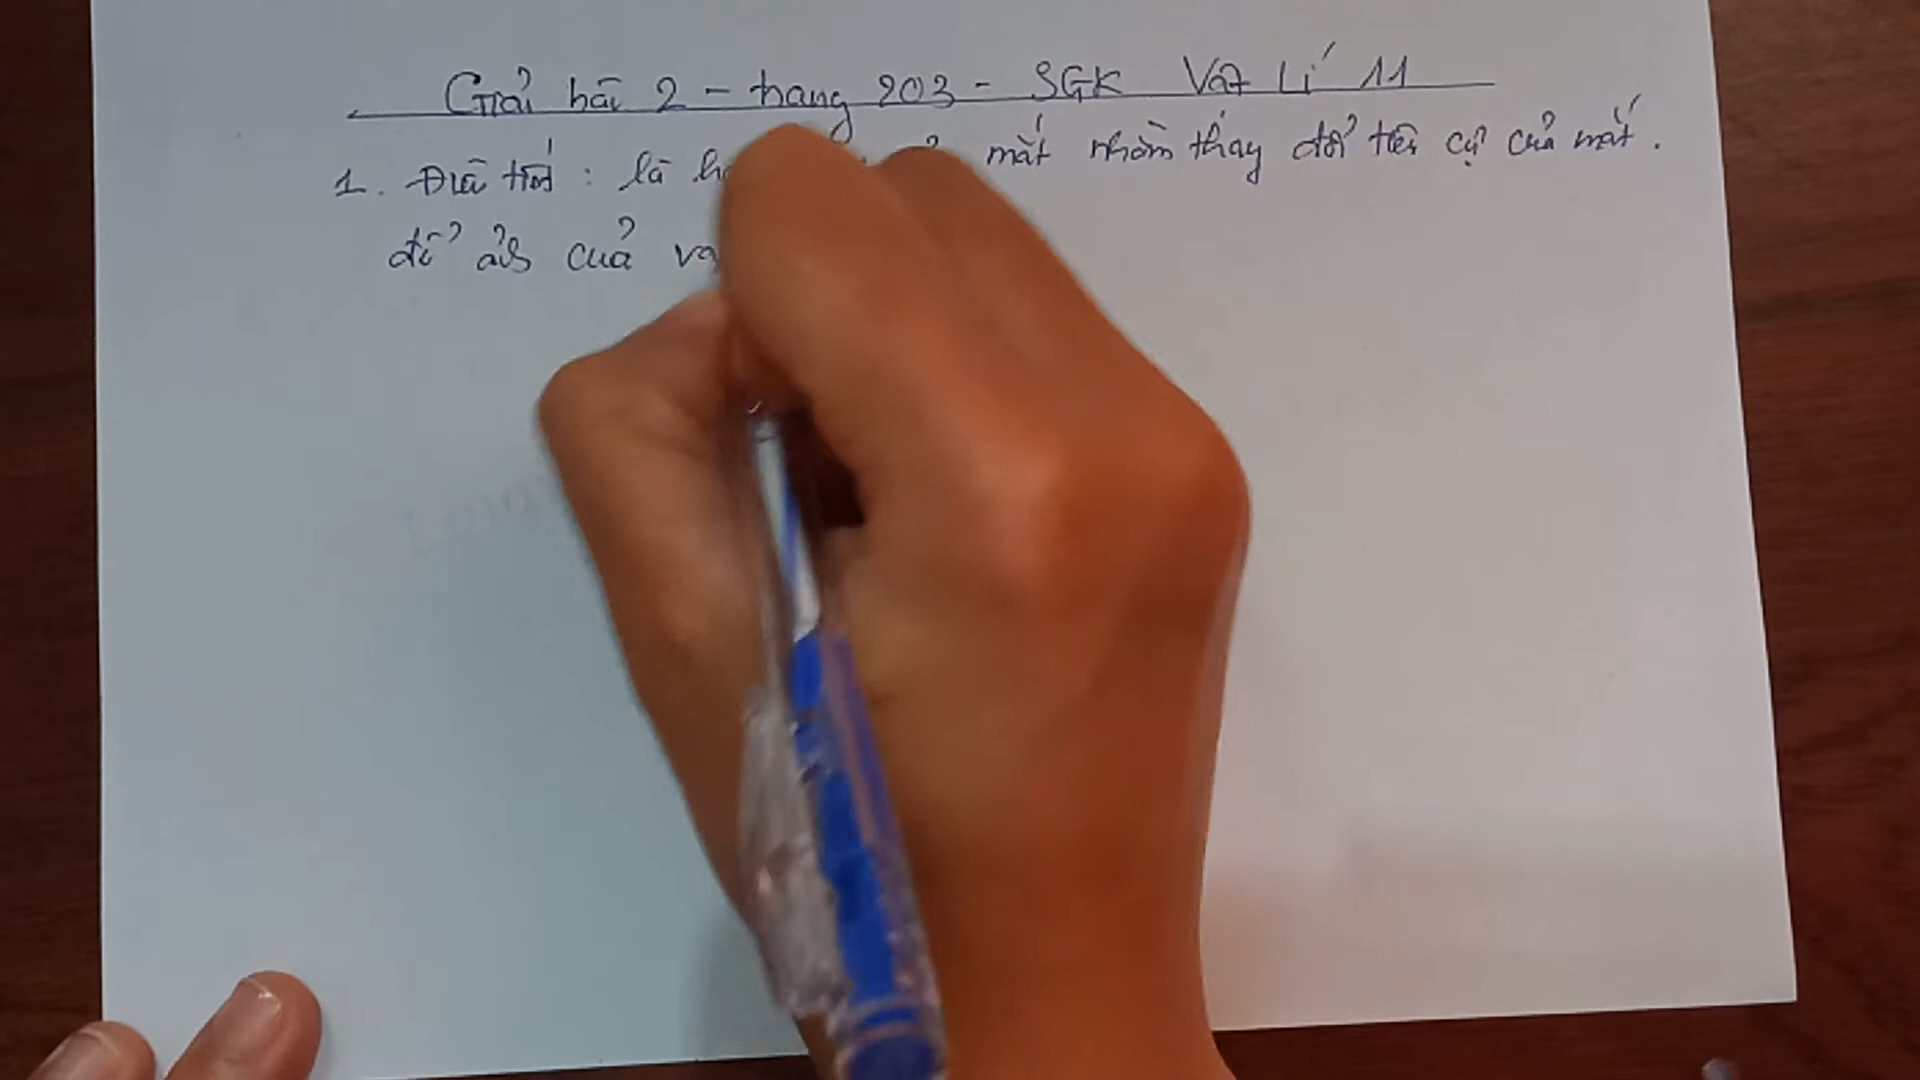 Giải bài 2 - trang 203 - SGK Vật Lí 11
1. Điều tiết : là mắt nhằm thay đổi tiêu cự của mắt.
để ảnh của